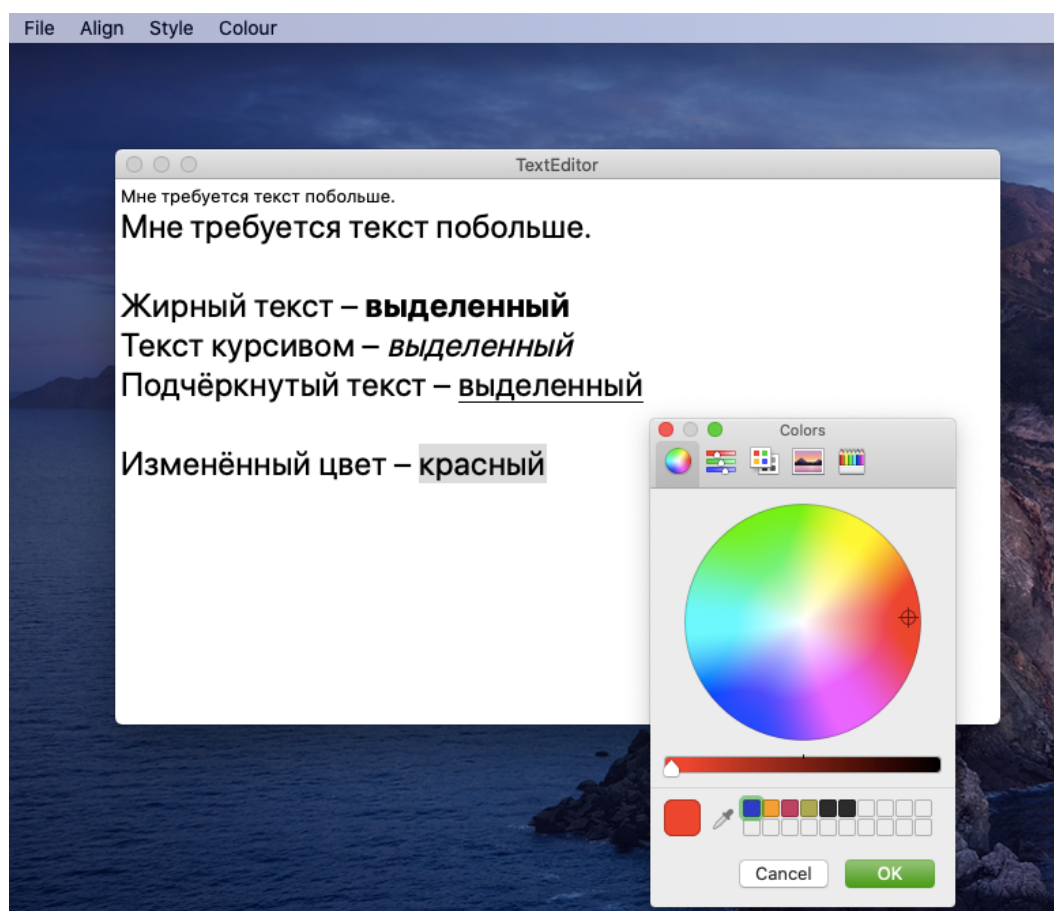 File Align Style Colour
TextEditor
Мне требуется текст побольше.
Мне требуется текст побольше.
Жирный текст – выделенный
Текст курсивом – выделенный
Подчёркнутый текст – выделенный
Изменённый цвет – красный
Colors
Cancel OK